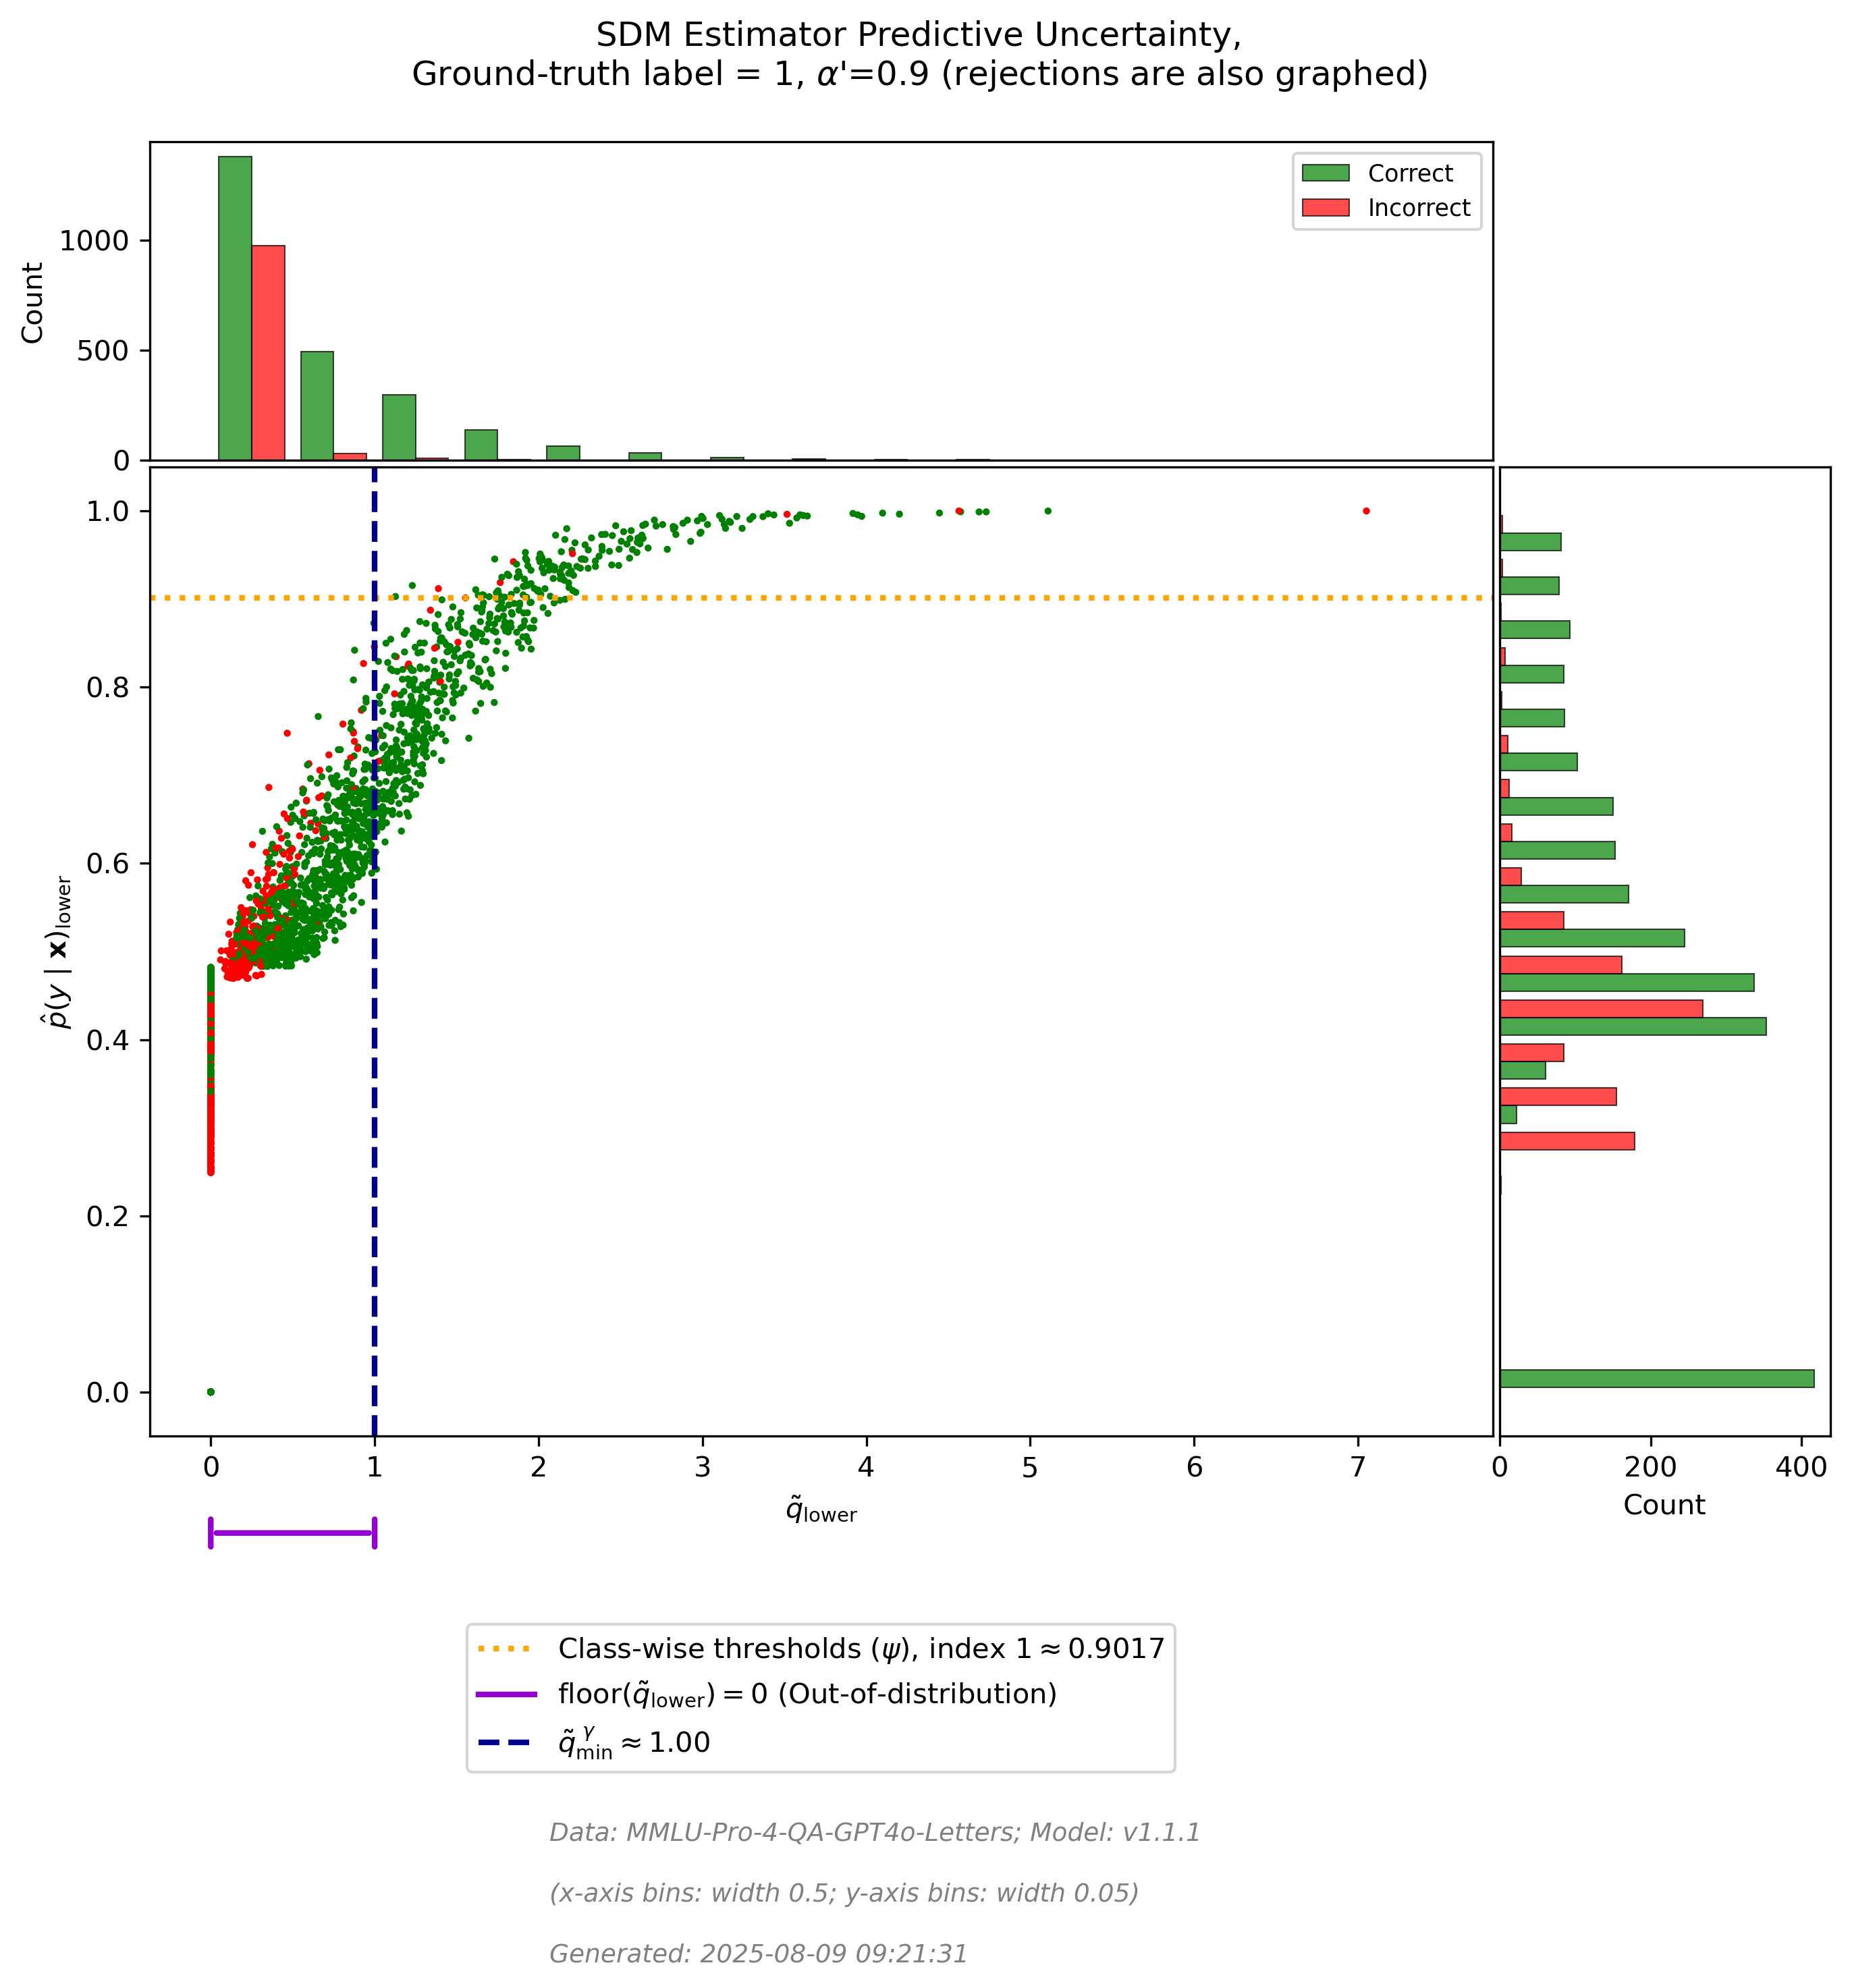 SDM Estimator Predictive Uncertainty,
Ground-truth label = 1, α'=0.9 (rejections are also graphed)
Correct
Incorrect
Count
1000
500
0
p̂(y | x)lower
1.0
0.8
0.6
0.4
0.2
0.0
0 1 2 3 4 5 6 7
q̃lower
0 200 400
Count
Class-wise thresholds (ψ), index 1 ≈ 0.9017
floor(q̃lower) = 0 (Out-of-distribution)
q̃ᵞmin ≈ 1.00
Data: MMLU-Pro-4-QA-GPT4o-Letters; Model: v1.1.1
(x-axis bins: width 0.5; y-axis bins: width 0.05)
Generated: 2025-08-09 09:21:31